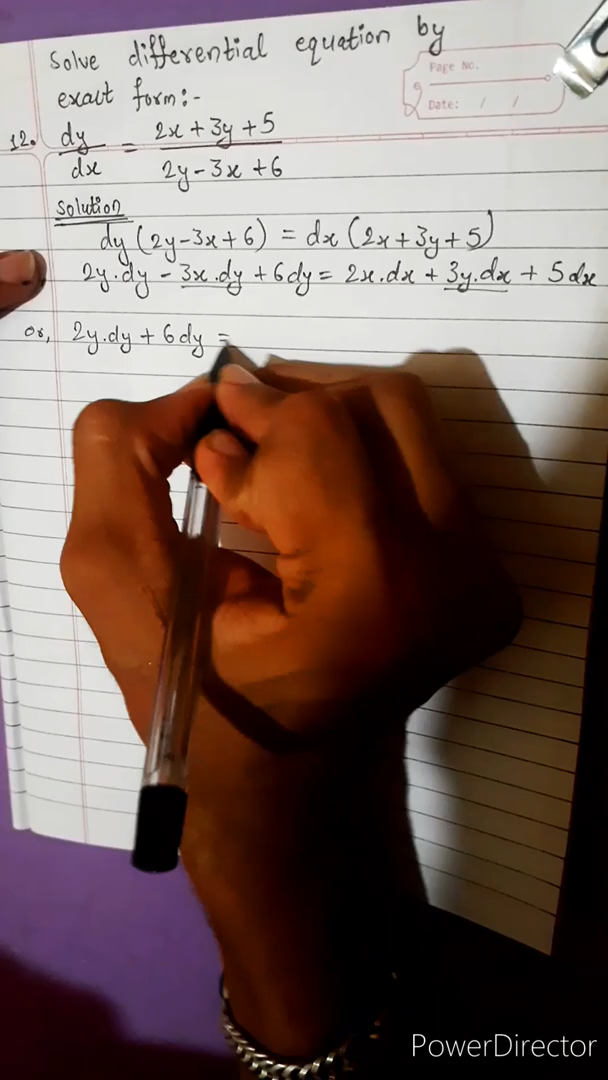 Solve differential equation by
exact form:-
Page No.
Date: / /
12. dy/dx = 2x + 3y + 5 / 2y - 3x + 6
Solution
dy (2y - 3x + 6) = dx (2x + 3y + 5)
2y.dy - 3x.dy + 6dy = 2x.dx + 3y.dx + 5dx
Or, 2y.dy + 6dy =
PowerDirector